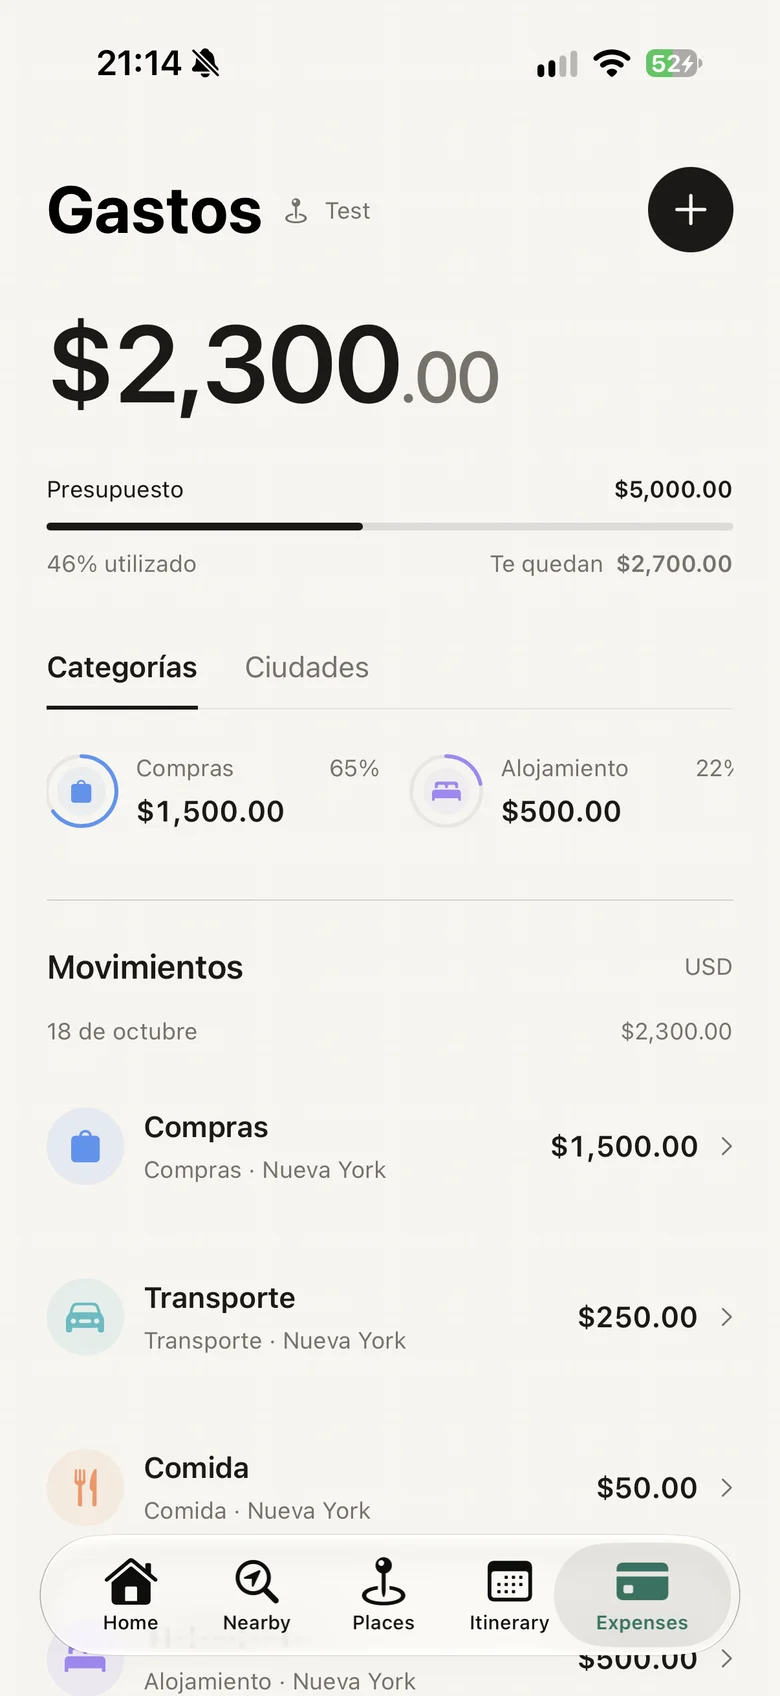 21:14
52
Gastos
Test
$2,300.00
Presupuesto $5,000.00
46% utilizado Te quedan $2,700.00
Categorías Ciudades
Compras 65% Alojamiento 22%
$1,500.00 $500.00
Movimientos USD
18 de octubre $2,300.00
Compras
$1,500.00
Compras · Nueva York
Transporte
$250.00
Transporte · Nueva York
Comida
$50.00
Comida · Nueva York
Home Nearby Places Itinerary Expenses
$500.00
Alojamiento · Nueva York